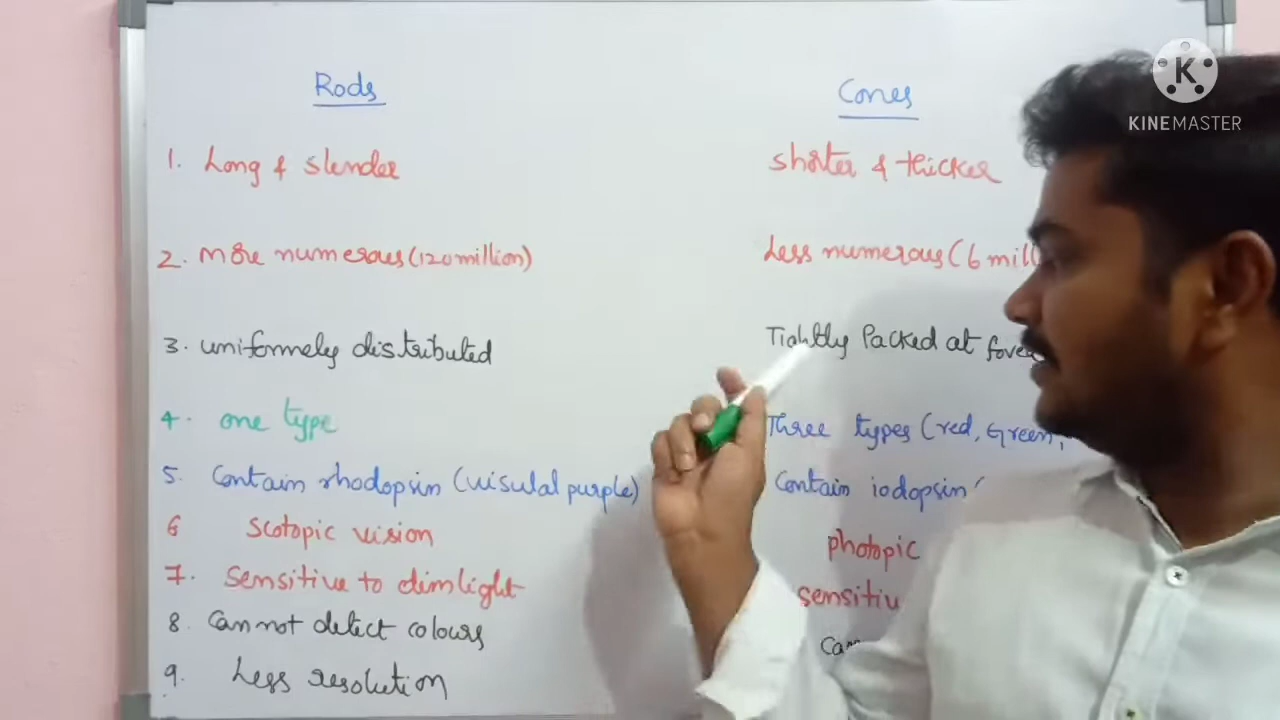 Rods
Cones
1. Long & slender
shorter & thicker
2. More numerous (120 million)
Less numerous (6 mill
3. uniformely distributed
Tightly Packed at fovea
4. one type
Three types (red, Green,
5. Contain rhodopsin (visulal purple)
Contain iodopsin (
6 scotopic vision
photopic
7. sensitive to dimlight
sensitiv
8. Cannot detect colours
Can
9. Less resolution
K
KINEMASTER